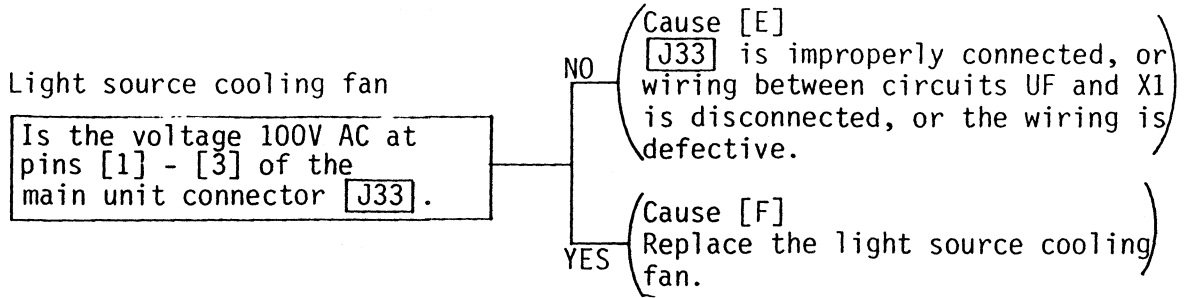 Light source cooling fan
Is the voltage 100V AC at
pins [1] - [3] of the
main unit connector J33.
NO
Cause [E]
J33 is improperly connected, or
wiring between circuits UF and X1
is disconnected, or the wiring is
defective.
YES
Cause [F]
Replace the light source cooling
fan.